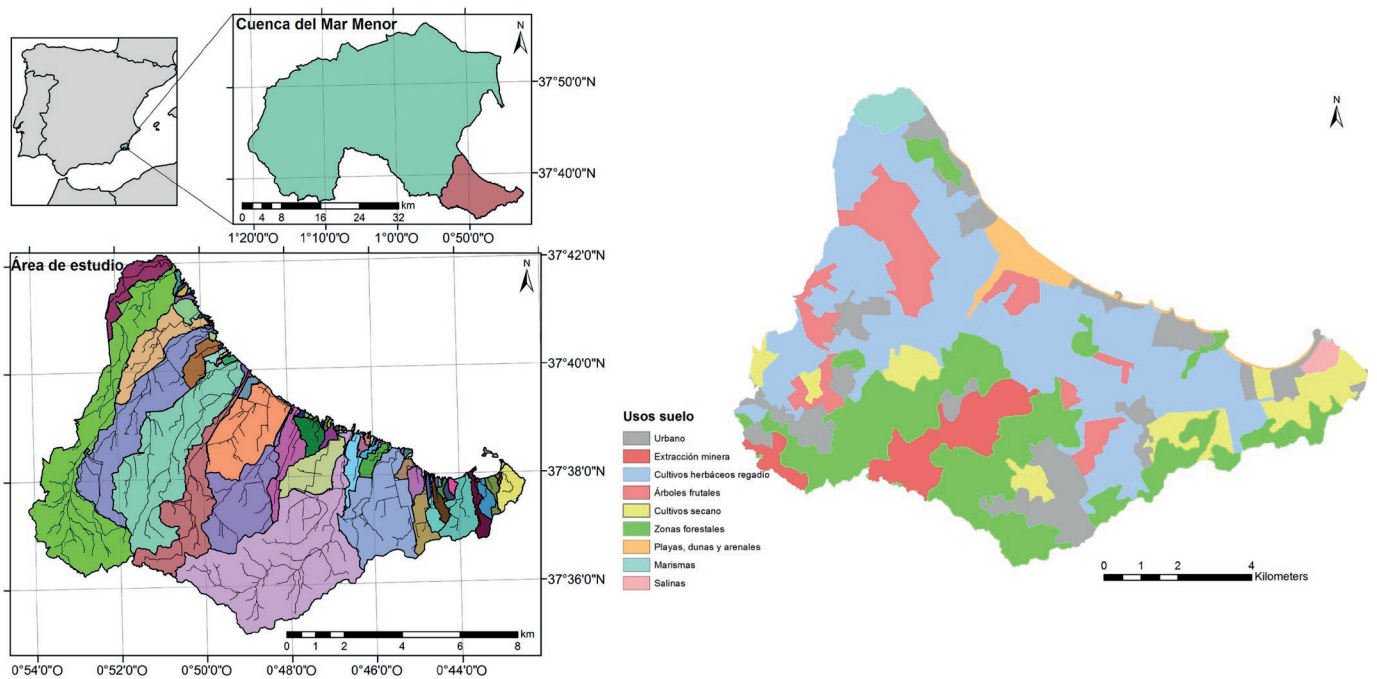 Cuenca del Mar Menor
N
37°50'0"N
37°40'0"N
km
0 4 8 16 24 32
1°20'0"O 1°10'0"O 1°0'0"O 0°50'0"O
Área de estudio
N
37°42'0"N
37°40'0"N
37°38'0"N
37°36'0"N
km
0 1 2 4 6 8
0°54'0"O 0°52'0"O 0°50'0"O 0°48'0"O 0°46'0"O 0°44'0"O
N
Usos suelo
Urbano
Extracción minera
Cultivos herbáceos regadío
Árboles frutales
Cultivos secano
Zonas forestales
Playas, dunas y arenales
Marismas
Salinas
0 1 2 4
Kilometers